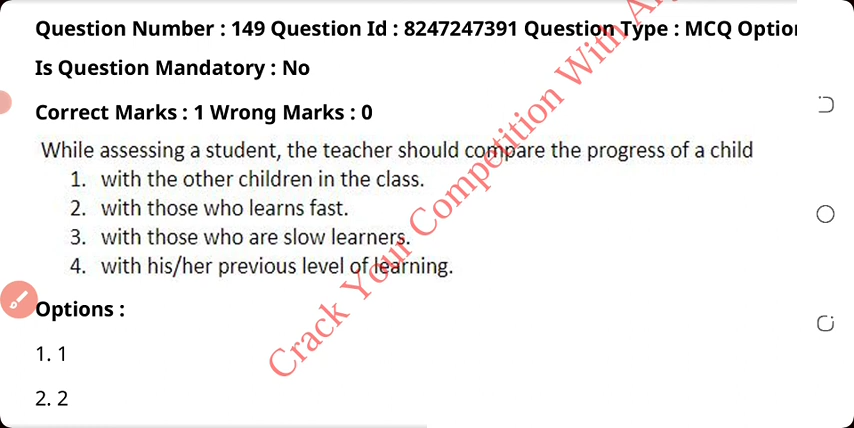 Question Number : 149 Question Id : 8247247391 Question Type : MCQ Option
Is Question Mandatory : No
Correct Marks : 1 Wrong Marks : 0
While assessing a student, the teacher should compare the progress of a child
1. with the other children in the class.
2. with those who learns fast.
3. with those who are slow learners.
4. with his/her previous level of learning.
Options :
1. 1
2. 2
Crack Your Competition With